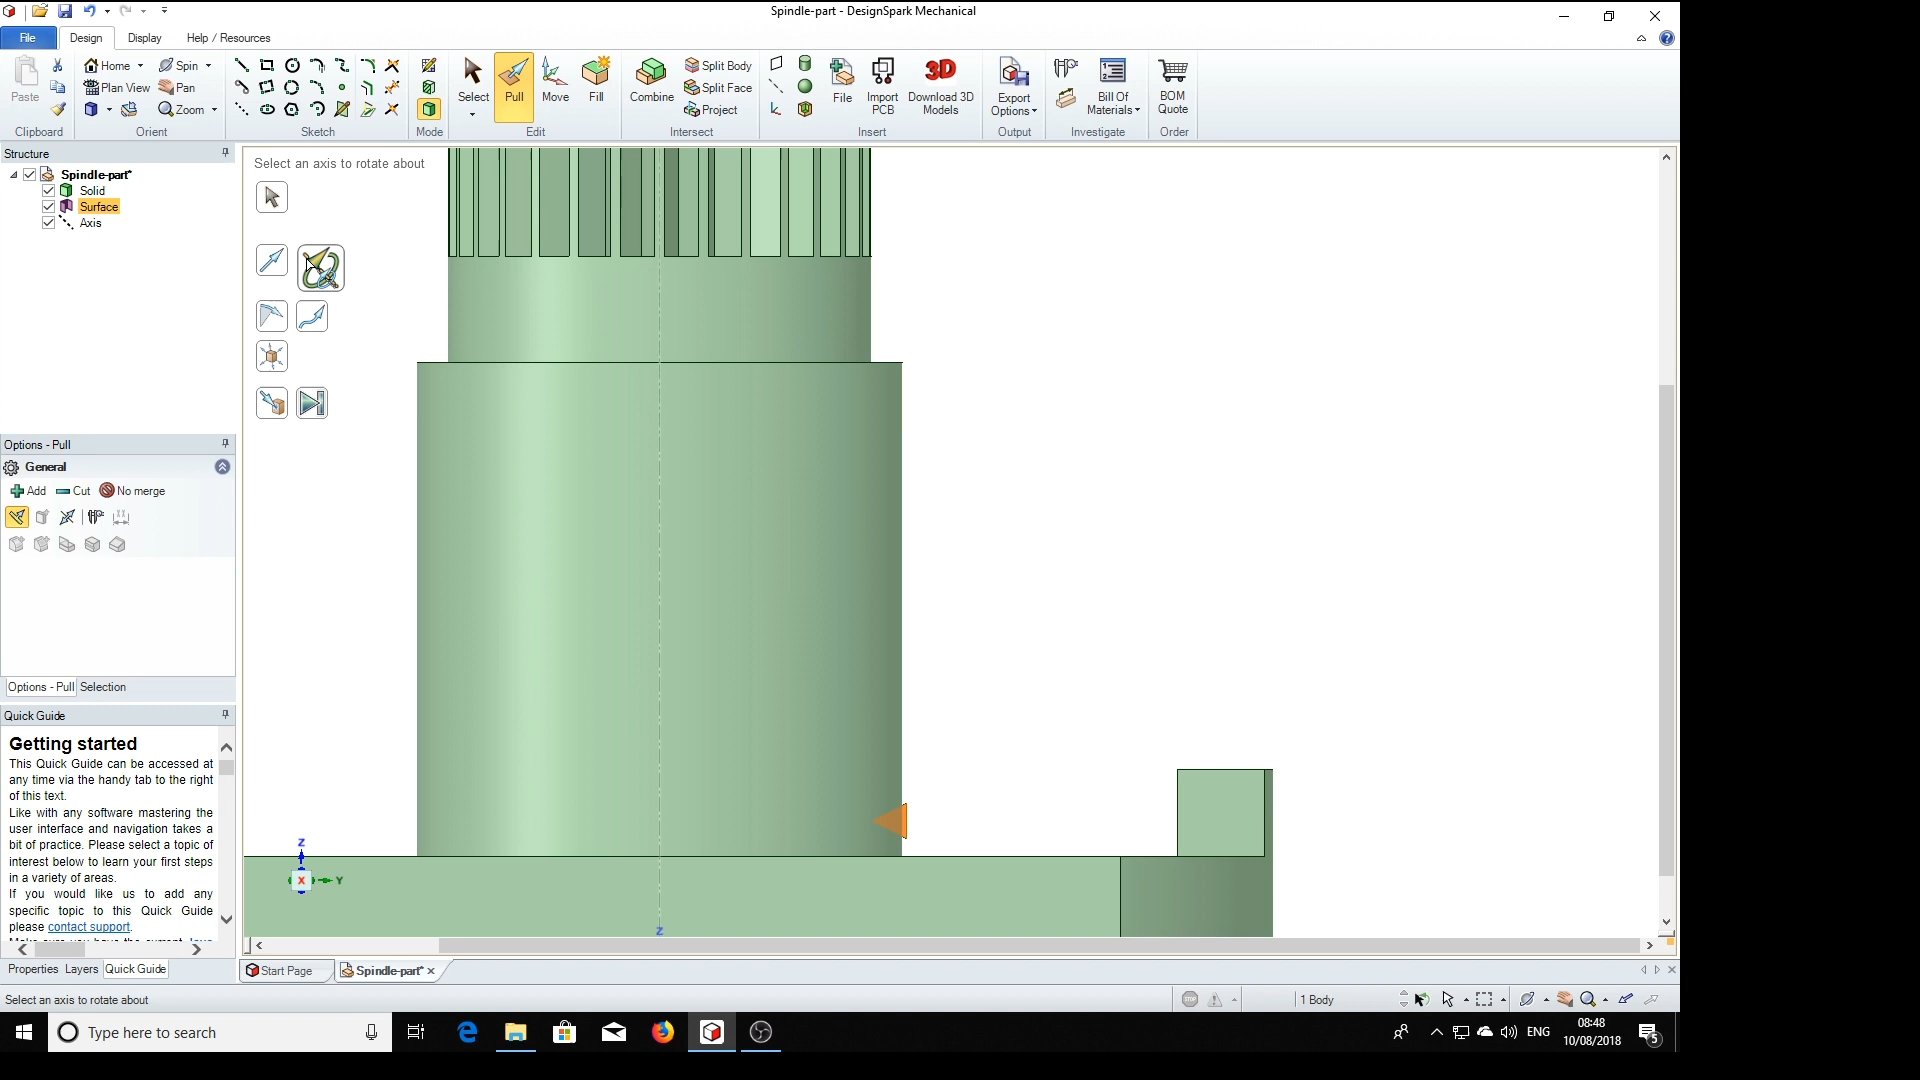 Spindle-part - DesignSpark Mechanical
File Design Display Help / Resources
Paste Home Spin Plan View Pan Zoom
Select Pull Move Fill
Combine Split Body Split Face Project
File Import PCB Download 3D Models
3D
Export Options Bill Of Materials BOM Quote
Clipboard Orient Sketch Mode Edit Intersect Insert Output Investigate Order
Structure
Spindle-part*
Solid
Surface
Axis
Select an axis to rotate about
Options - Pull
General
Add Cut No merge
Options - Pull Selection
Quick Guide
Getting started
This Quick Guide can be accessed at
any time via the handy tab to the right
of this text.
Like with any software mastering the
user interface and navigation takes a
bit of practice. Please select a topic of
interest below to learn your first steps
in a variety of areas.
If you would like us to add any
specific topic to this Quick Guide
please contact support.
Z
X
Y
Z
Properties Layers Quick Guide
Start Page Spindle-part*
Select an axis to rotate about
1 Body
Type here to search
ENG
08:48
10/08/2018
5